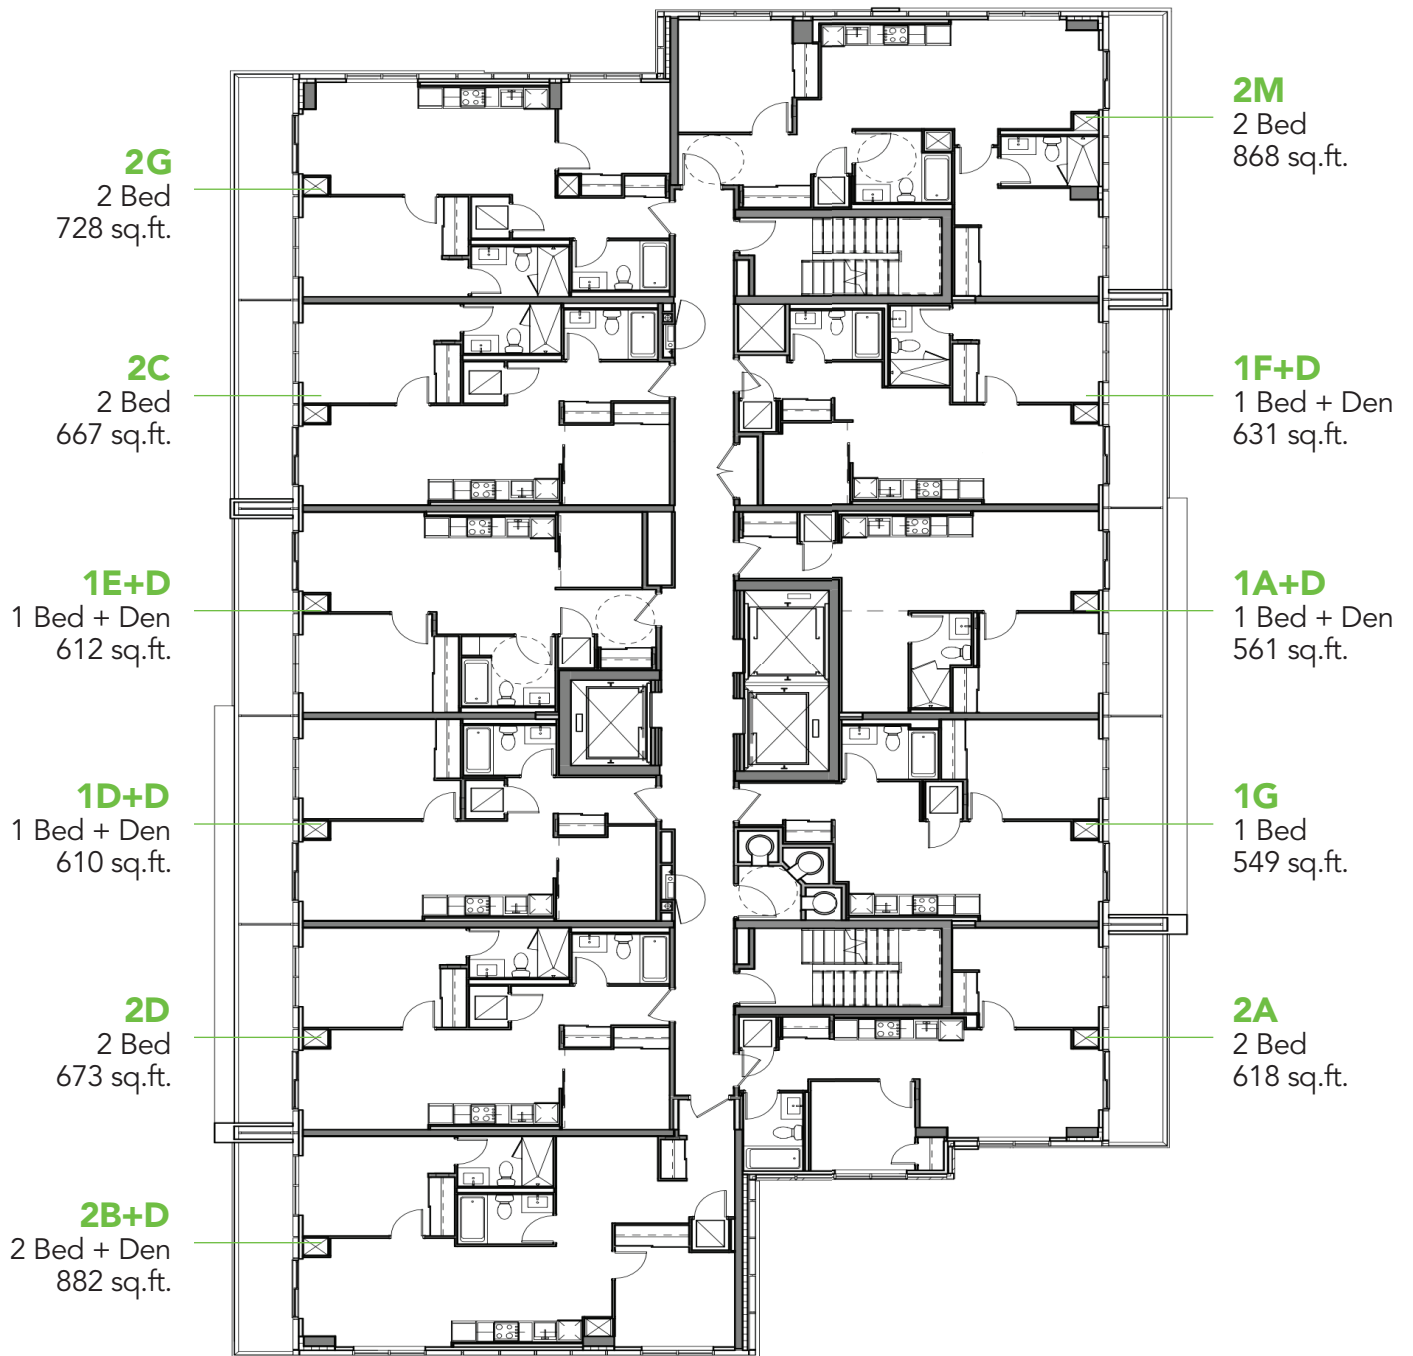 2G
2 Bed
728 sq.ft.
2C
2 Bed
667 sq.ft.
1E+D
1 Bed + Den
612 sq.ft.
1D+D
1 Bed + Den
610 sq.ft.
2D
2 Bed
673 sq.ft.
2B+D
2 Bed + Den
882 sq.ft.
2M
2 Bed
868 sq.ft.
1F+D
1 Bed + Den
631 sq.ft.
1A+D
1 Bed + Den
561 sq.ft.
1G
1 Bed
549 sq.ft.
2A
2 Bed
618 sq.ft.